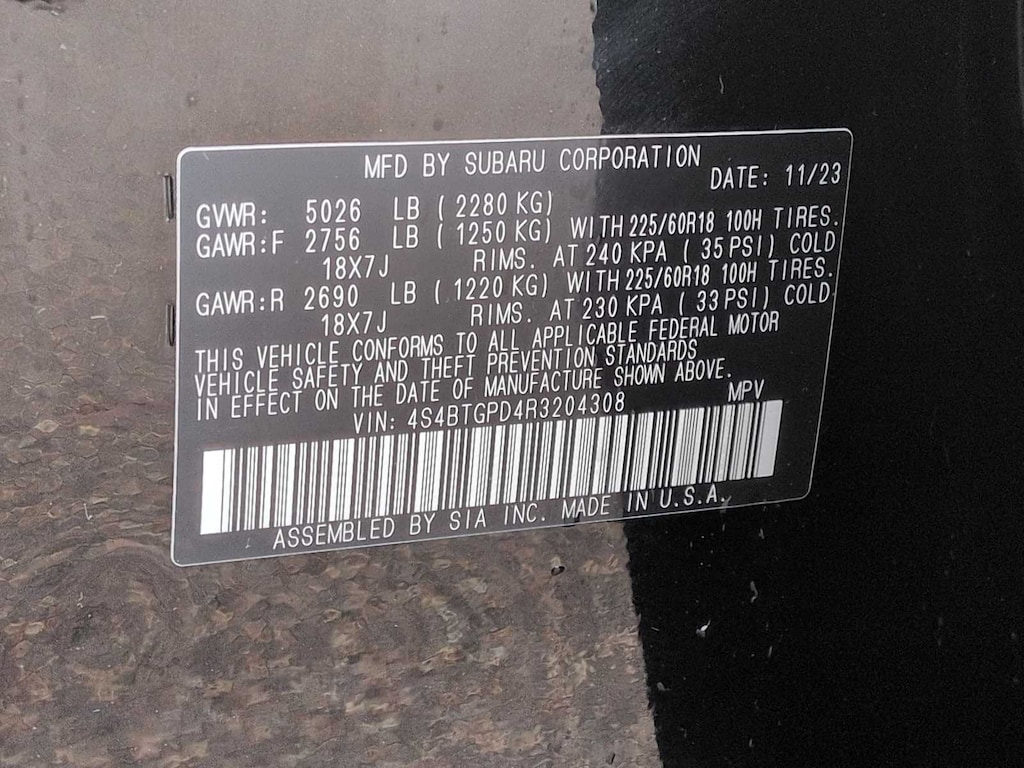 MFD BY SUBARU CORPORATION
DATE: 11/23
GVWR: 5026 LB ( 2280 KG)
GAWR:F 2756 LB ( 1250 KG) WITH 225/60R18 100H TIRES.
18X7J RIMS. AT 240 KPA ( 35 PSI) COLD
GAWR:R 2690 LB ( 1220 KG) WITH 225/60R18 100H TIRES.
18X7J RIMS. AT 230 KPA ( 33 PSI) COLD
THIS VEHICLE CONFORMS TO ALL APPLICABLE FEDERAL MOTOR
VEHICLE SAFETY AND THEFT PREVENTION STANDARDS
IN EFFECT ON THE DATE OF MANUFACTURE SHOWN ABOVE.
VIN: 4S4BTGPD4R3204308 MPV
ASSEMBLED BY SIA INC. MADE IN U.S.A.